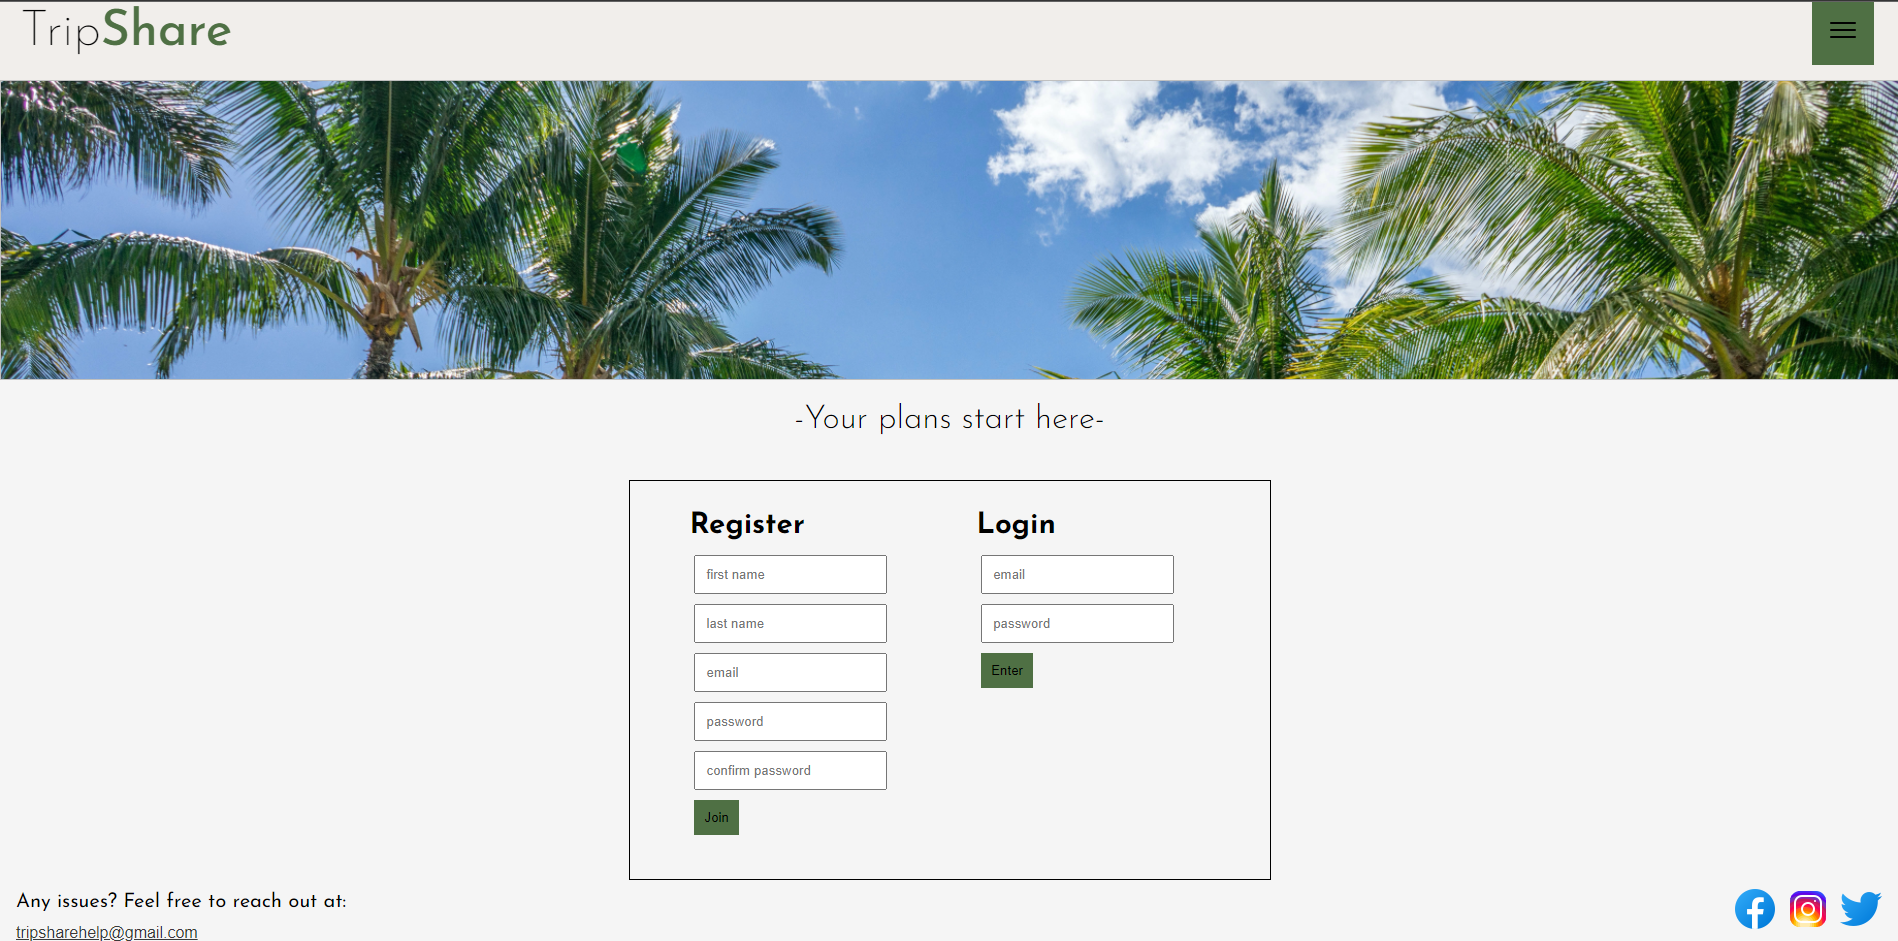 TripShare
-Your plans start here-
Register
first name
last name
email
password
confirm password
Join
Login
email
password
Enter
Any issues? Feel free to reach out at:
tripsharehelp@gmail.com